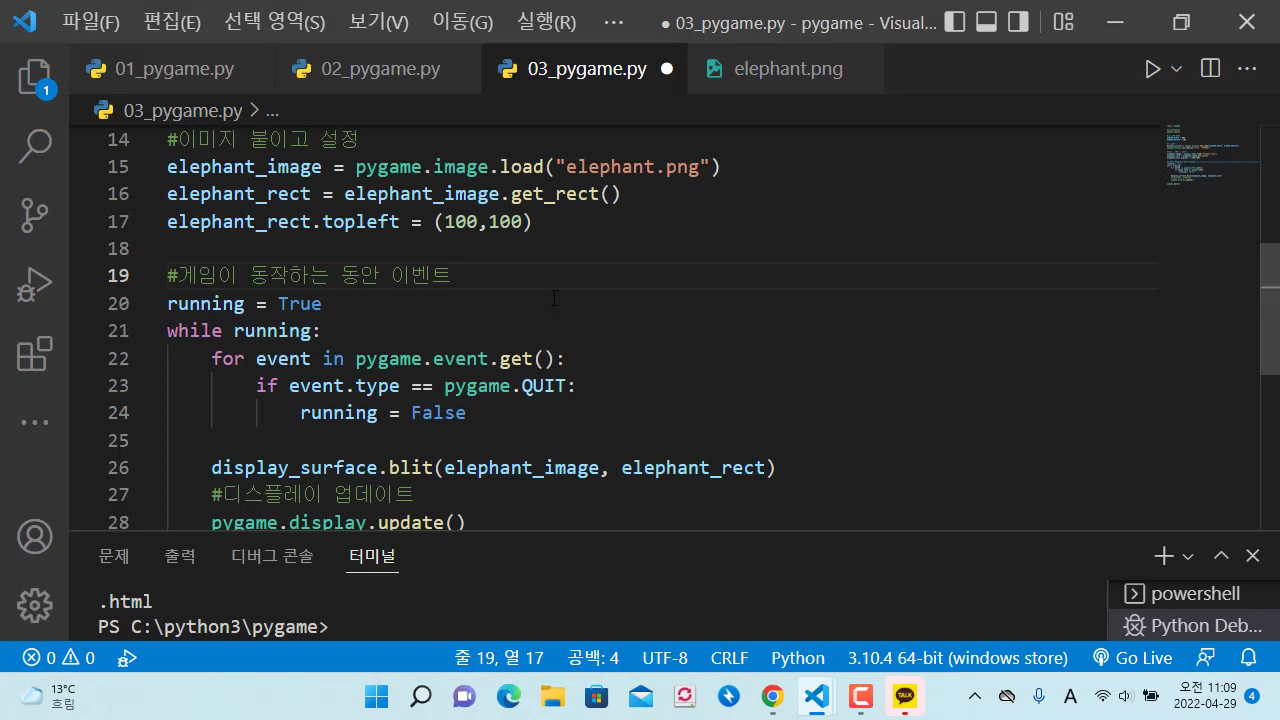 파일(F) 편집(E) 선택 영역(S) 보기(V) 이동(G) 실행(R) ··· ● 03_pygame.py - pygame - Visual...
01_pygame.py 02_pygame.py 03_pygame.py ● elephant.png
03_pygame.py > ...
14 #이미지 붙이고 설정
15 elephant_image = pygame.image.load("elephant.png")
16 elephant_rect = elephant_image.get_rect()
17 elephant_rect.topleft = (100,100)
18
19 #게임이 동작하는 동안 이벤트
20 running = True
21 while running:
22 for event in pygame.event.get():
23 if event.type == pygame.QUIT:
24 running = False
25
26 display_surface.blit(elephant_image, elephant_rect)
27 #디스플레이 업데이트
28 pygame.display.update()
1
문제 출력 디버그 콘솔 터미널
.html
PS C:\python3\pygame>
powershell
Python Deb...
0 0 줄 19, 열 17 공백: 4 UTF-8 CRLF Python 3.10.4 64-bit (windows store) Go Live
13°C
흐림
TALK
A
오전 11:09
2022-04-29
4